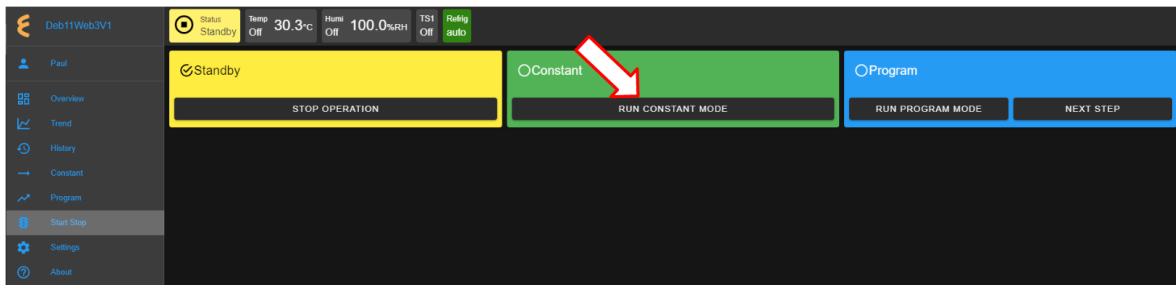 Deb11Web3V1
Status
Standby
Temp
Off
30.3°C
Humi
Off
100.0%RH
TS1
Off
Refrig
auto
Paul
Overview
Trend
History
Constant
Program
Start Stop
Settings
About
Standby
STOP OPERATION
Constant
RUN CONSTANT MODE
Program
RUN PROGRAM MODE
NEXT STEP